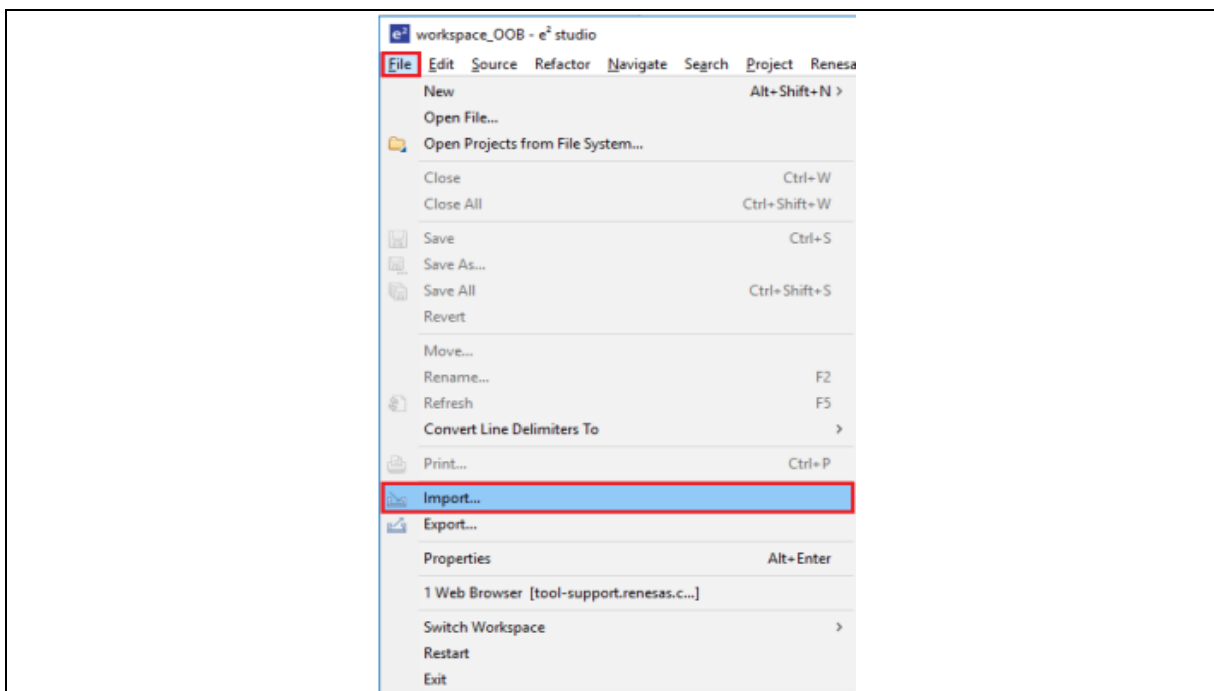 e² workspace_OOB - e² studio
File Edit Source Refactor Navigate Search Project Renesa
New Alt+Shift+N >
Open File...
Open Projects from File System...
Close Ctrl+W
Close All Ctrl+Shift+W
Save Ctrl+S
Save As...
Save All Ctrl+Shift+S
Revert
Move...
Rename... F2
Refresh F5
Convert Line Delimiters To >
Print... Ctrl+P
Import...
Export...
Properties Alt+Enter
1 Web Browser [tool-support.renesas.c...]
Switch Workspace >
Restart
Exit